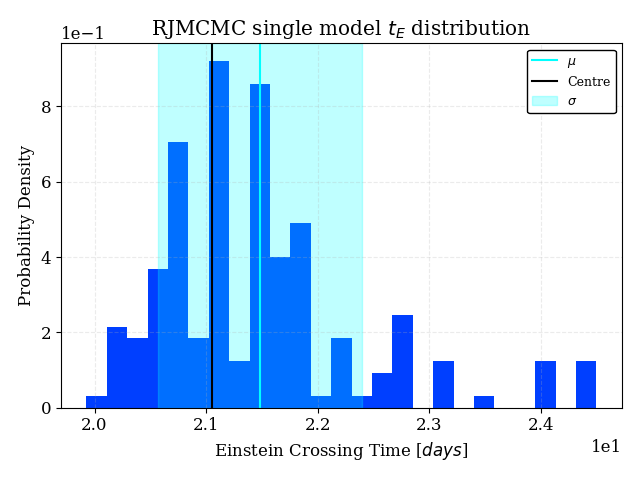 RJMCMC single model t_E distribution
1e−1
μ
Centre
σ
8
6
4
2
0
Probability Density
2.0 2.1 2.2 2.3 2.4
1e1
Einstein Crossing Time [days]